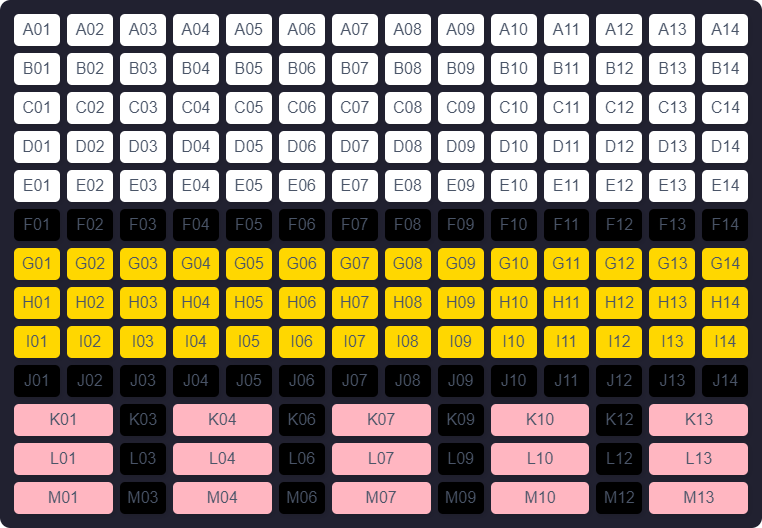 A01 A02 A03 A04 A05 A06 A07 A08 A09 A10 A11 A12 A13 A14
B01 B02 B03 B04 B05 B06 B07 B08 B09 B10 B11 B12 B13 B14
C01 C02 C03 C04 C05 C06 C07 C08 C09 C10 C11 C12 C13 C14
D01 D02 D03 D04 D05 D06 D07 D08 D09 D10 D11 D12 D13 D14
E01 E02 E03 E04 E05 E06 E07 E08 E09 E10 E11 E12 E13 E14
F01 F02 F03 F04 F05 F06 F07 F08 F09 F10 F11 F12 F13 F14
G01 G02 G03 G04 G05 G06 G07 G08 G09 G10 G11 G12 G13 G14
H01 H02 H03 H04 H05 H06 H07 H08 H09 H10 H11 H12 H13 H14
I01 I02 I03 I04 I05 I06 I07 I08 I09 I10 I11 I12 I13 I14
J01 J02 J03 J04 J05 J06 J07 J08 J09 J10 J11 J12 J13 J14
K01 K03 K04 K06 K07 K09 K10 K12 K13
L01 L03 L04 L06 L07 L09 L10 L12 L13
M01 M03 M04 M06 M07 M09 M10 M12 M13